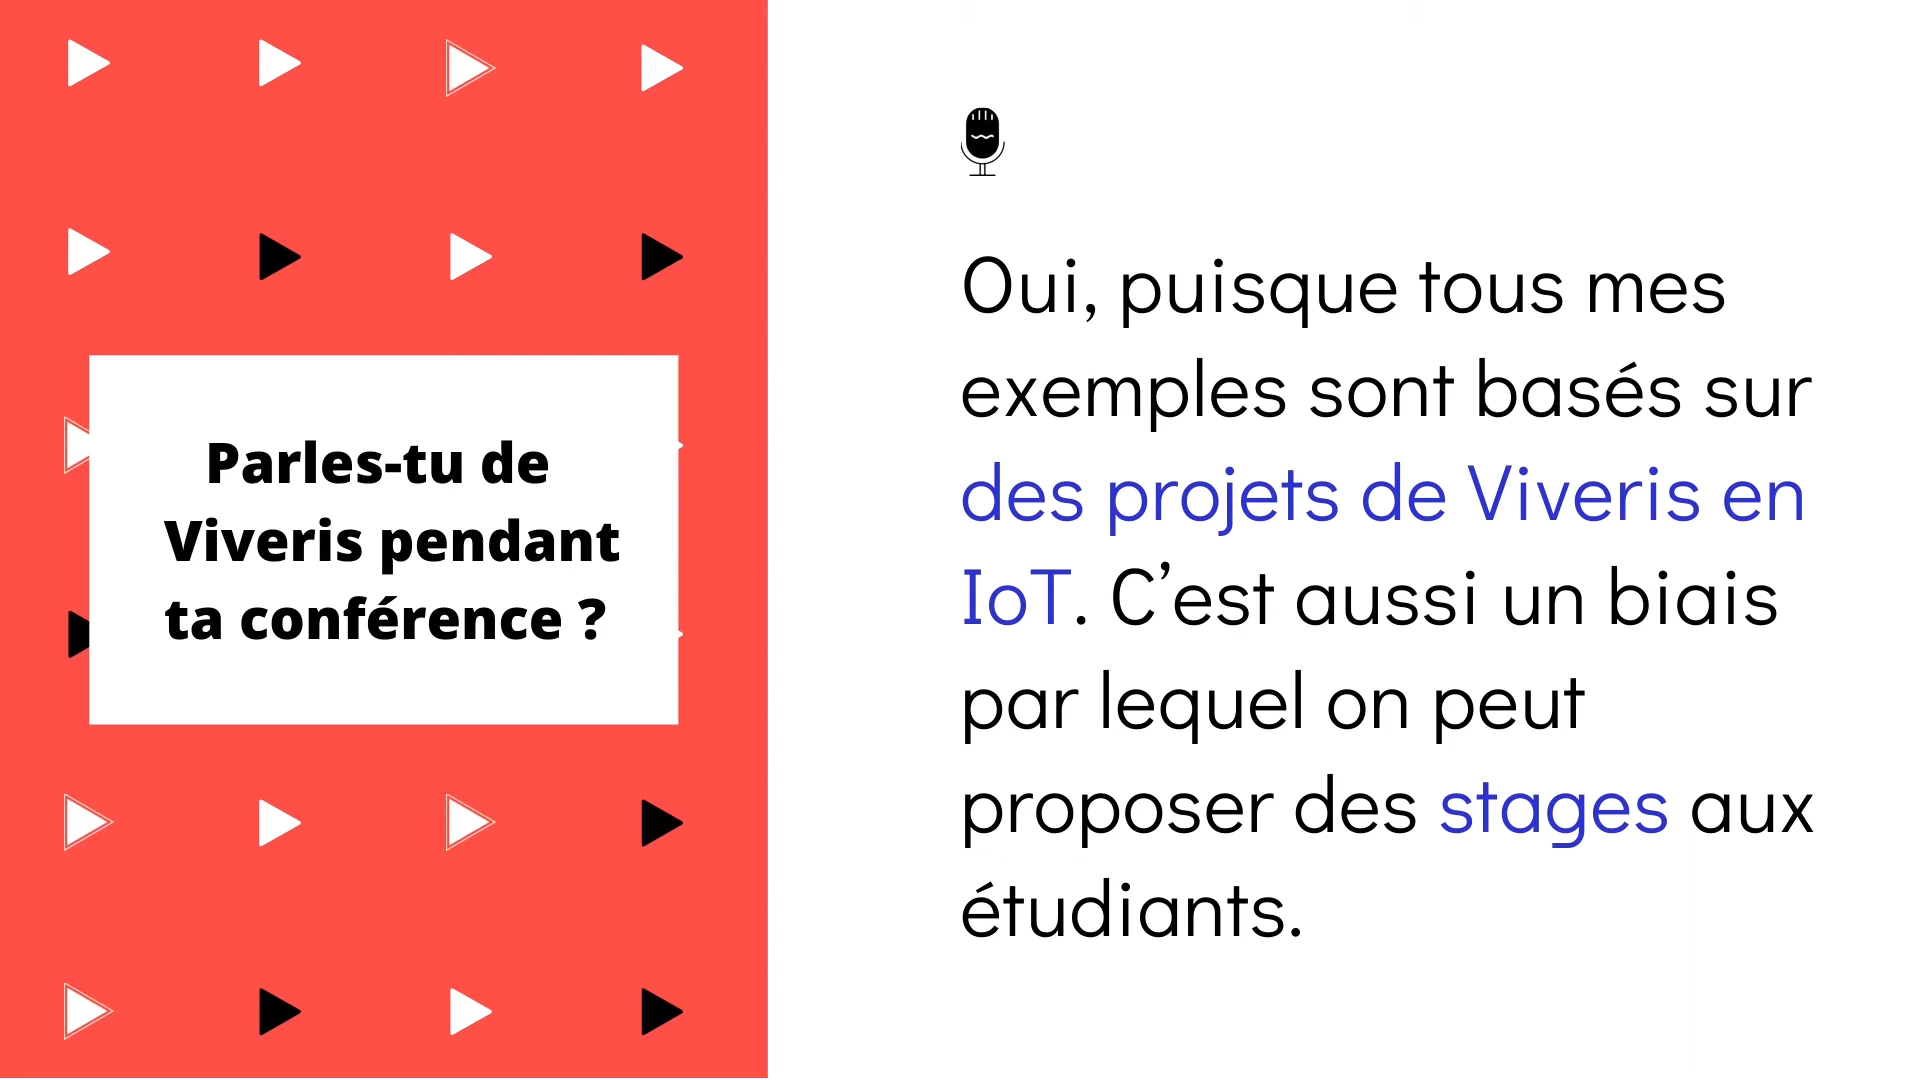 Parles-tu de
Viveris pendant
ta conférence ?
Oui, puisque tous mes
exemples sont basés sur
des projets de Viveris en
IoT. C’est aussi un biais
par lequel on peut
proposer des stages aux
étudiants.